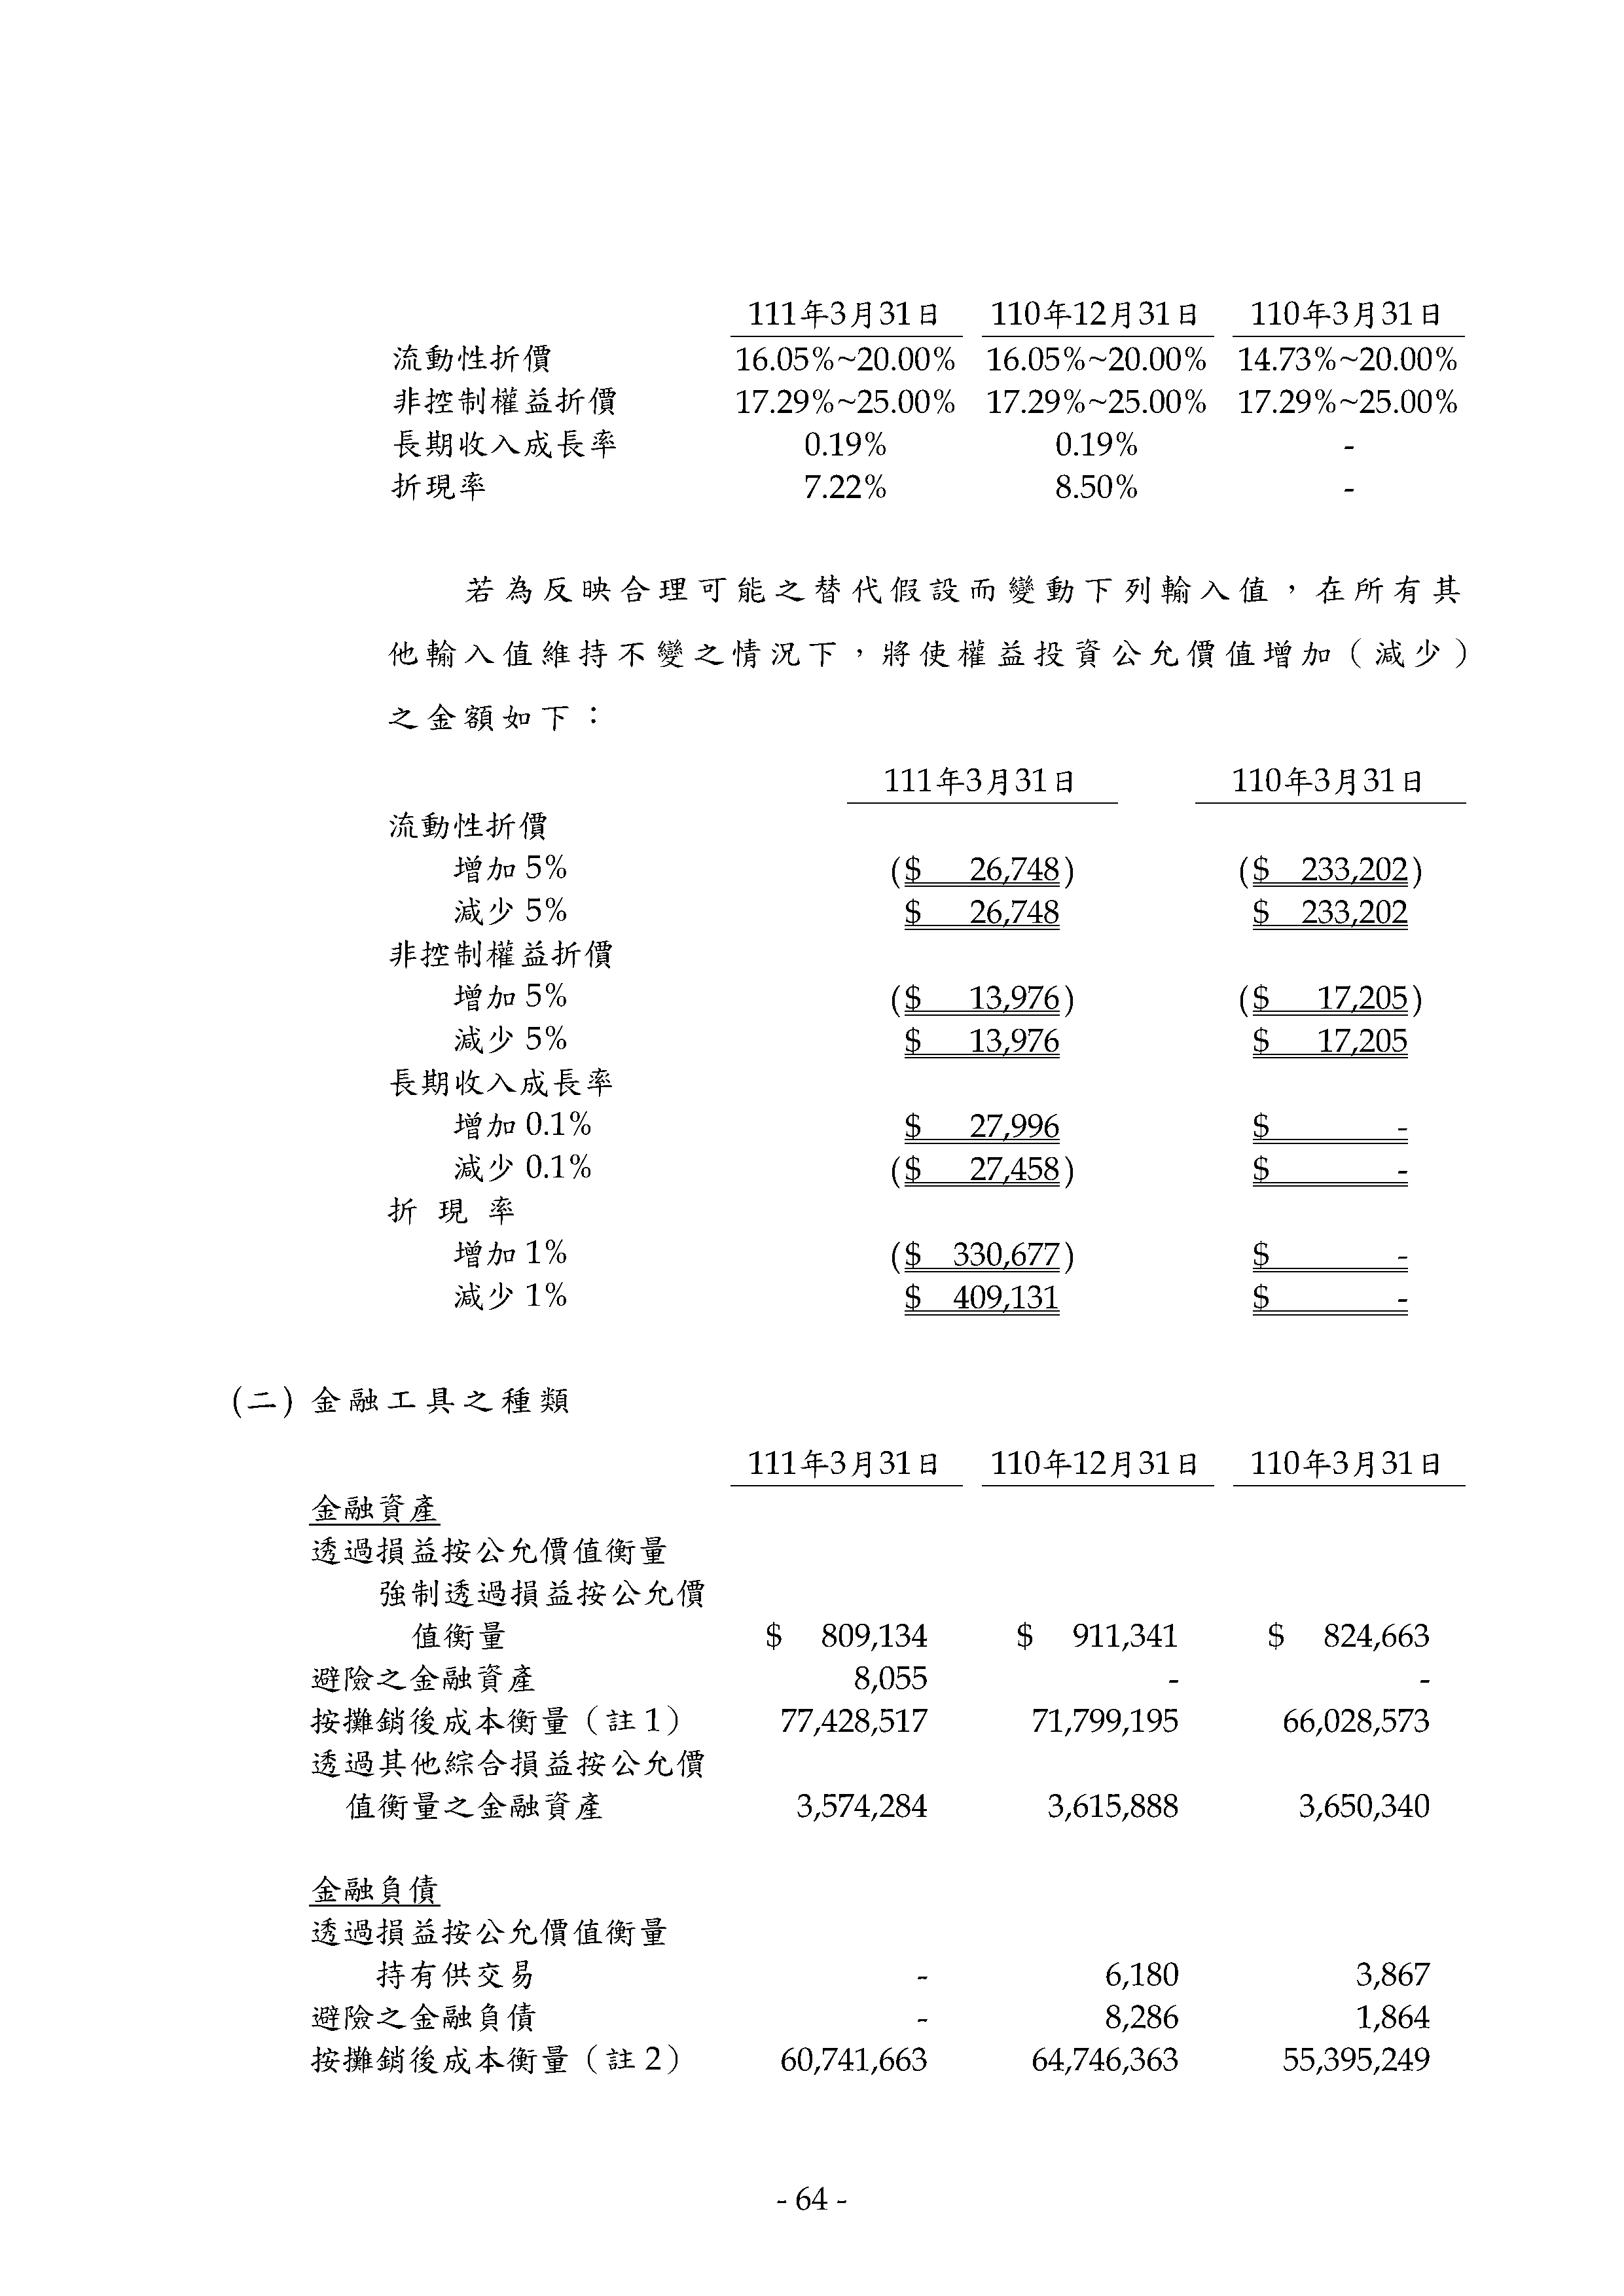 111年3月31日 110年12月31日 110年3月31日
流動性折價 16.05%~20.00% 16.05%~20.00% 14.73%~20.00%
非控制權益折價 17.29%~25.00% 17.29%~25.00% 17.29%~25.00%
長期收入成長率 0.19% 0.19% -
折現率 7.22% 8.50% -
若為反映合理可能之替代假設而變動下列輸入值，在所有其
他輸入值維持不變之情況下，將使權益投資公允價值增加（減少）
之金額如下：
111年3月31日 110年3月31日
流動性折價
增加 5% ($ 26,748) ($ 233,202)
減少 5% $ 26,748 $ 233,202
非控制權益折價
增加 5% ($ 13,976) ($ 17,205)
減少 5% $ 13,976 $ 17,205
長期收入成長率
增加 0.1% $ 27,996 $ -
減少 0.1% ($ 27,458) $ -
折現率
增加 1% ($ 330,677) $ -
減少 1% $ 409,131 $ -
(二) 金融工具之種類
111年3月31日 110年12月31日 110年3月31日
金融資產
透過損益按公允價值衡量
強制透過損益按公允價
值衡量 $ 809,134 $ 911,341 $ 824,663
避險之金融資產 8,055 - -
按攤銷後成本衡量（註 1） 77,428,517 71,799,195 66,028,573
透過其他綜合損益按公允價
值衡量之金融資產 3,574,284 3,615,888 3,650,340
金融負債
透過損益按公允價值衡量
持有供交易 - 6,180 3,867
避險之金融負債 - 8,286 1,864
按攤銷後成本衡量（註 2） 60,741,663 64,746,363 55,395,249
- 64 -